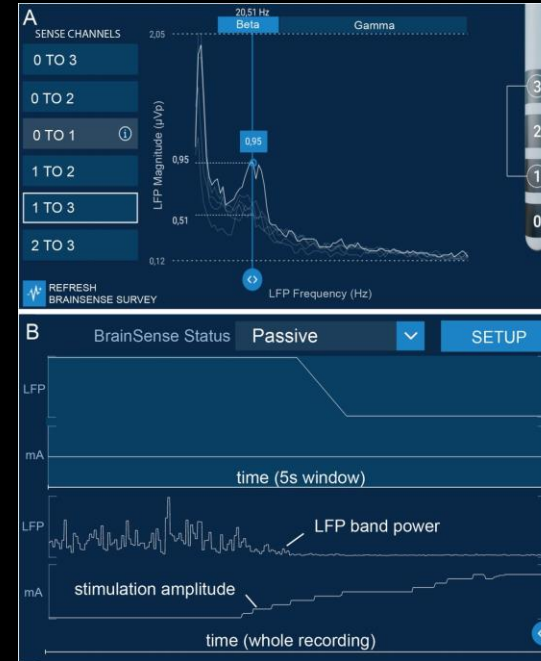 A
SENSE CHANNELS
0 TO 3
0 TO 2
0 TO 1
1 TO 2
1 TO 3
2 TO 3
REFRESH
BRAINSENSE SURVEY
20,51 Hz
Beta Gamma
2,05
0,95
0,95
0,51
0,12
LFP Magnitude (µVp)
LFP Frequency (Hz)
3
2
1
0
B
BrainSense Status Passive SETUP
LFP
mA
time (5s window)
LFP
LFP band power
mA
stimulation amplitude
time (whole recording)